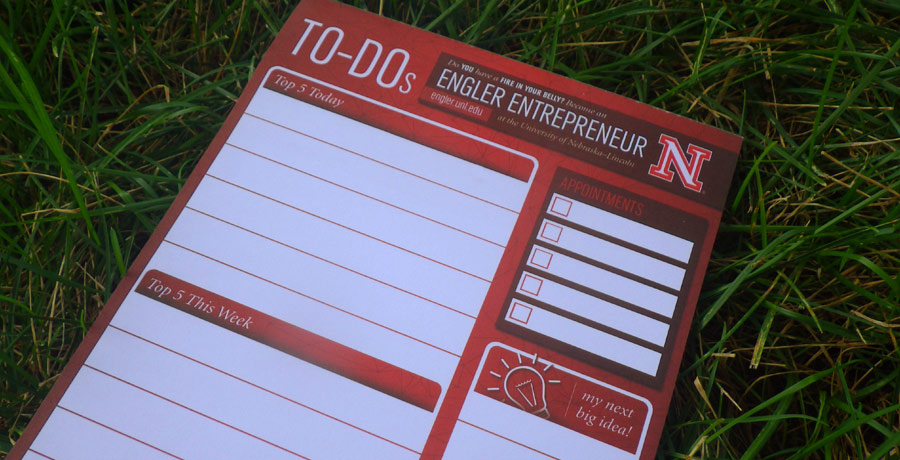 TO-DOs
Do YOU have a FIRE IN YOUR BELLY? Become an
ENGLER ENTREPRENEUR
engler.unl.edu
at the University of Nebraska–Lincoln
N
Top 5 Today
APPOINTMENTS
Top 5 This Week
my next
big idea!